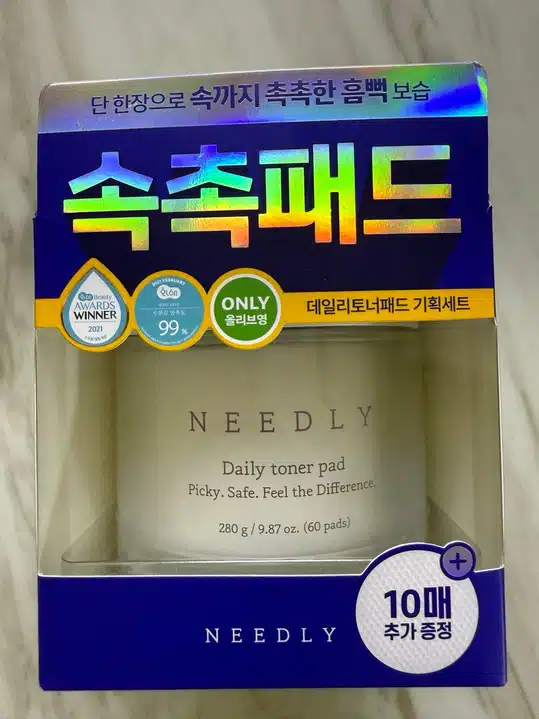 단 한장으로 속까지 촉촉한 흠뻑 보습
속촉패드
Beauty
AWARDS
WINNER
2021
2021 FEBRUARY
99%
ONLY
올리브영
데일리토너패드 기획세트
NEEDLY
Daily toner pad
Picky. Safe. Feel the Difference.
280 g / 9.87 oz. (60 pads)
+
10매
추가 증정
NEEDLY